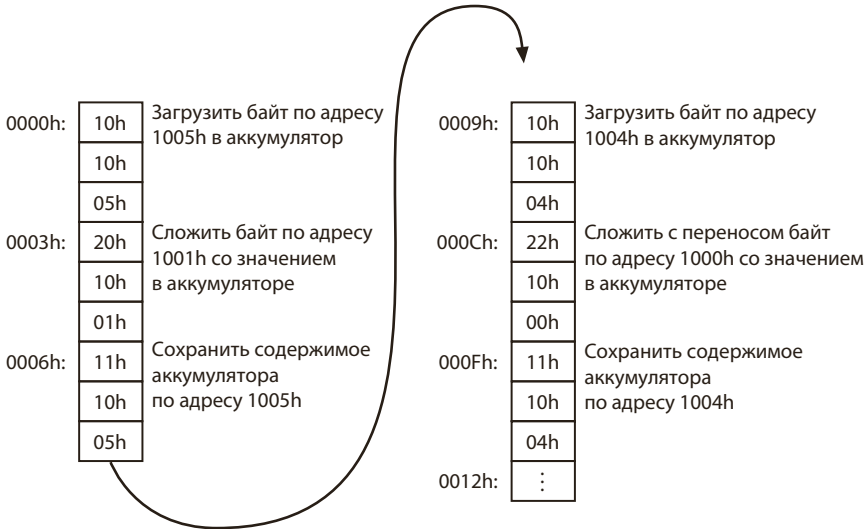 0000h: 10h Загрузить байт по адресу
1005h в аккумулятор
10h
05h
0003h: 20h Сложить байт по адресу
1001h со значением
10h в аккумуляторе
01h
0006h: 11h Сохранить содержимое
аккумулятора
10h по адресу 1005h
05h
0009h: 10h Загрузить байт по адресу
1004h в аккумулятор
10h
04h
000Ch: 22h Сложить с переносом байт
по адресу 1000h со значением
10h в аккумуляторе
00h
000Fh: 11h Сохранить содержимое
аккумулятора
10h по адресу 1004h
04h
0012h: ⋮